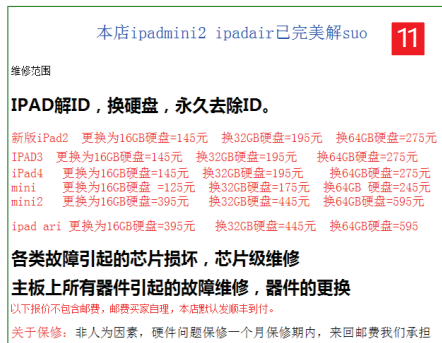 本店ipadmini2 ipadair已完美解suo
11
维修范围
IPAD解ID，换硬盘，永久去除ID。
新版iPad2 更换为16GB硬盘=145元 换32GB硬盘=195元 换64GB硬盘=275元
IPAD3 更换为16GB硬盘=145元 换32GB硬盘=195元 换64GB硬盘=275元
iPad4 更换为16GB硬盘=145元 换32GB硬盘=195元 换64GB硬盘=275元
mini 更换为16GB硬盘 =125元 换32GB硬盘=175元 换64GB 硬盘=245元
mini2 更换为16GB硬盘=395元 换32GB硬盘=445元 换64GB硬盘=595元
ipad ari 更换为16GB硬盘=395元 换32GB硬盘=445元 换64GB硬盘=595
各类故障引起的芯片损坏，芯片级维修
主板上所有器件引起的故障维修，器件的更换
以下报价不包含邮费，邮费买家自理，本店默认发顺丰到付。
关于保修：非人为因素，硬件问题保修一个月保修期内，来回邮费我们承担